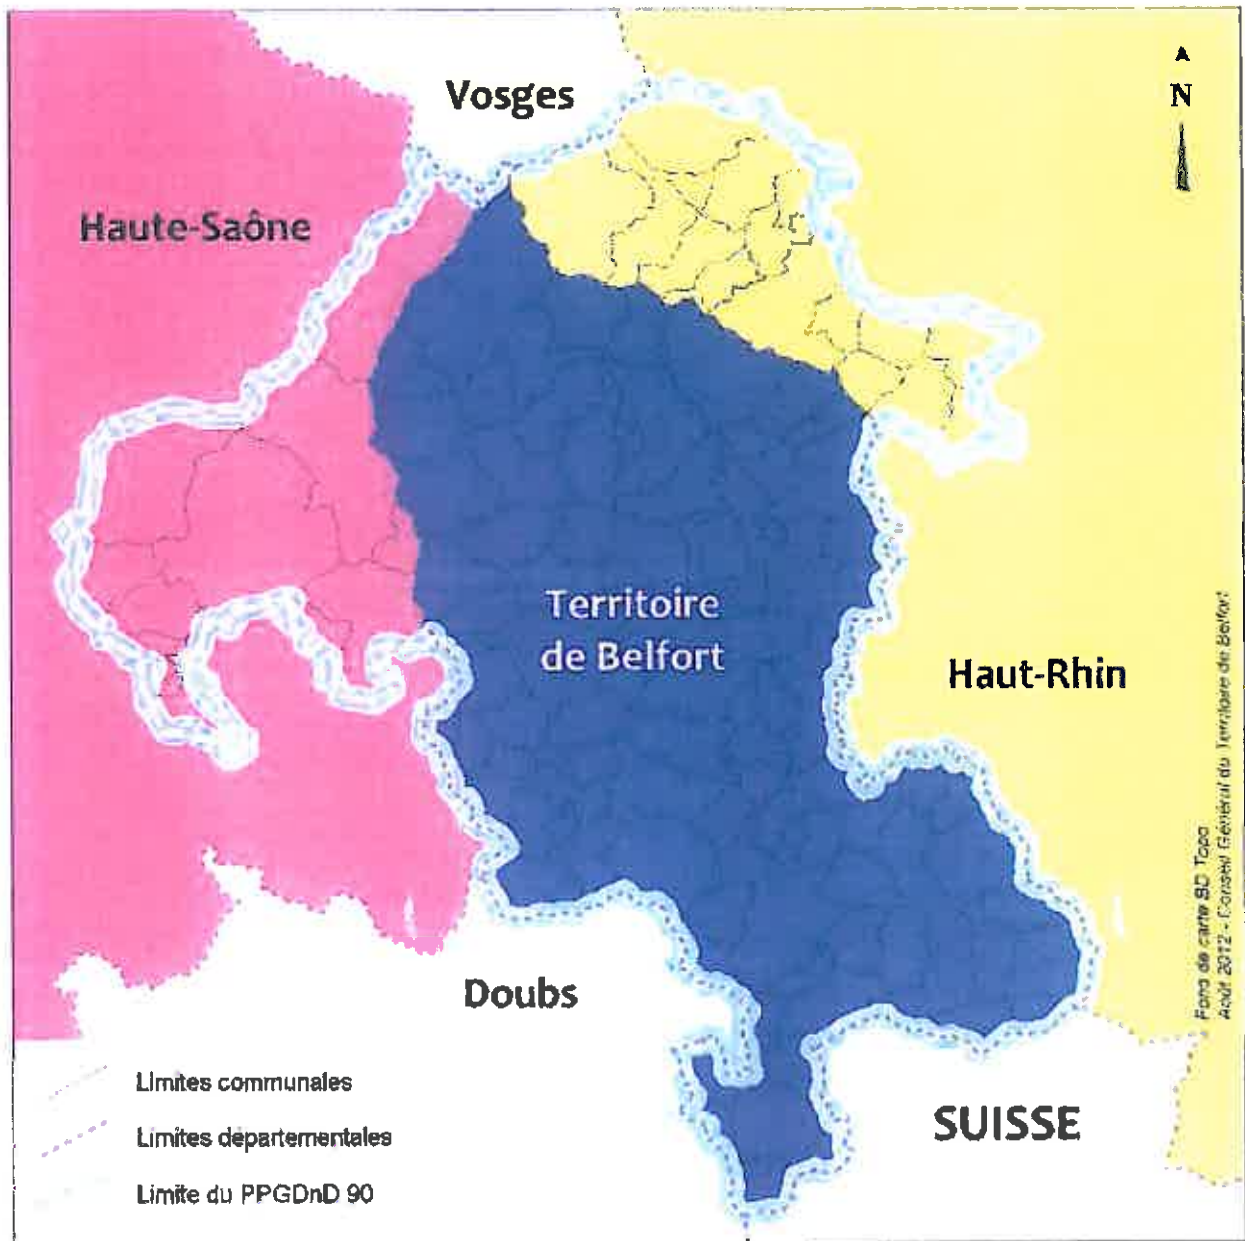 Vosges
N
Haute-Saône
Territoire
de Belfort
Haut-Rhin
Doubs
SUISSE
Limites communales
Limites départementales
Limite du PPGDnD 90
Fond de carte BD Topo
Août 2012 - Conseil Général du Territoire de Belfort